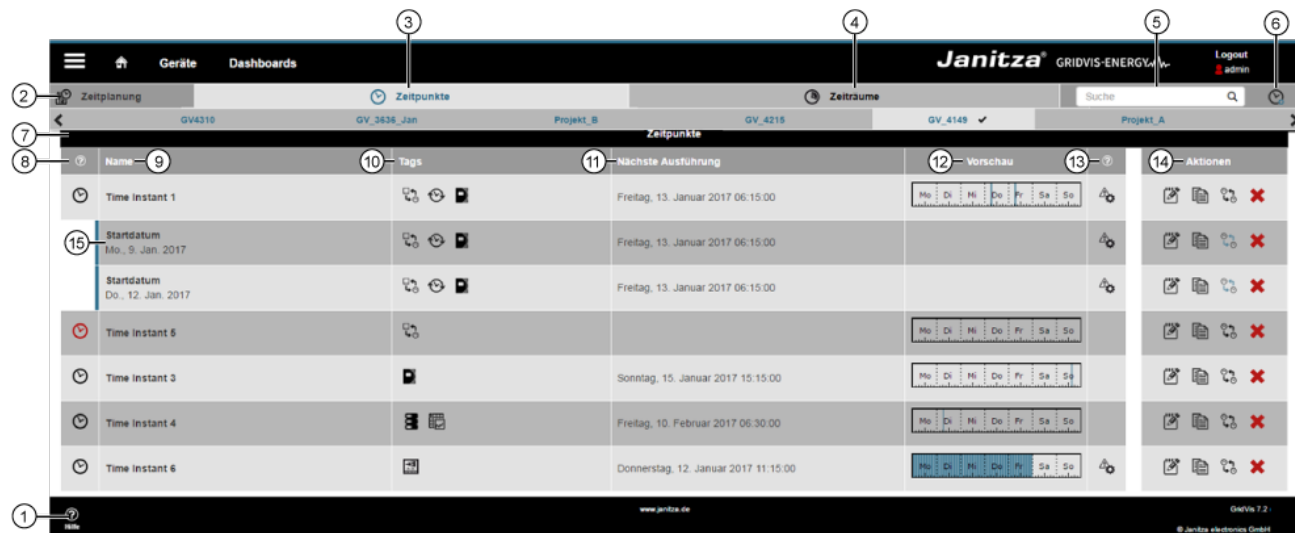 3 4 5 6
Geräte Dashboards Janitza® GRIDVIS-ENERGY Logout
admin
2 Zeitplanung Zeitpunkte Zeiträume Suche
GV4310 GV_3636_Jan Projekt_B GV_4215 GV_4149 Projekt_A
7 Zeitpunkte
8 Name 9 10 Tags 11 Nächste Ausführung 12 Vorschau 13 14 Aktionen
Time Instant 1 Freitag, 13. Januar 2017 06:15:00 Mo Di Mi Do Fr Sa So
15 Startdatum
Mo., 9. Jan. 2017 Freitag, 13. Januar 2017 06:15:00
Startdatum
Do., 12. Jan. 2017 Freitag, 13. Januar 2017 06:15:00
Time Instant 5 Mo Di Mi Do Fr Sa So
Time Instant 3 Sonntag, 15. Januar 2017 15:15:00 Mo Di Mi Do Fr Sa So
Time Instant 4 Freitag, 10. Februar 2017 06:30:00 Mo Di Mi Do Fr Sa So
Time Instant 6 Donnerstag, 12. Januar 2017 11:15:00 Mo Di Mi Do Fr Sa So
1 Hilfe www.janitza.de GridVis 7.2
© Janitza electronics GmbH